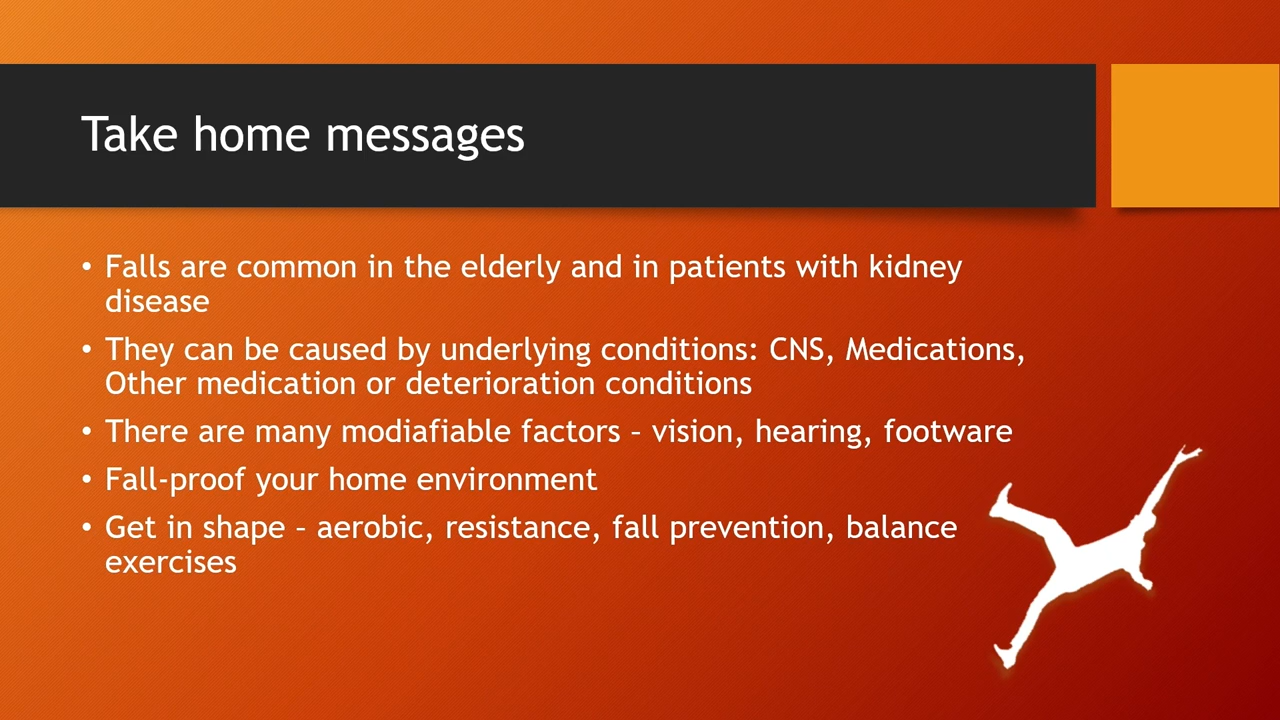 Take home messages
• Falls are common in the elderly and in patients with kidney
disease
• They can be caused by underlying conditions: CNS, Medications,
Other medication or deterioration conditions
• There are many modiafiable factors – vision, hearing, footware
• Fall-proof your home environment
• Get in shape – aerobic, resistance, fall prevention, balance
exercises